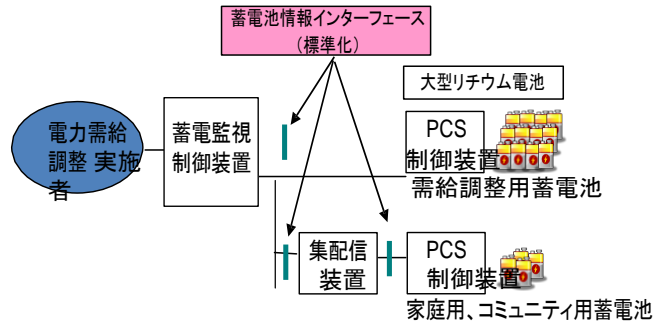 蓄電池情報インターフェース
(標準化)
大型リチウム電池
電力需給
調整 実施
者
蓄電監視
制御装置
PCS
制御装置
需給調整用蓄電池
集配信
装置
PCS
制御装置
家庭用、コミュニティ用蓄電池